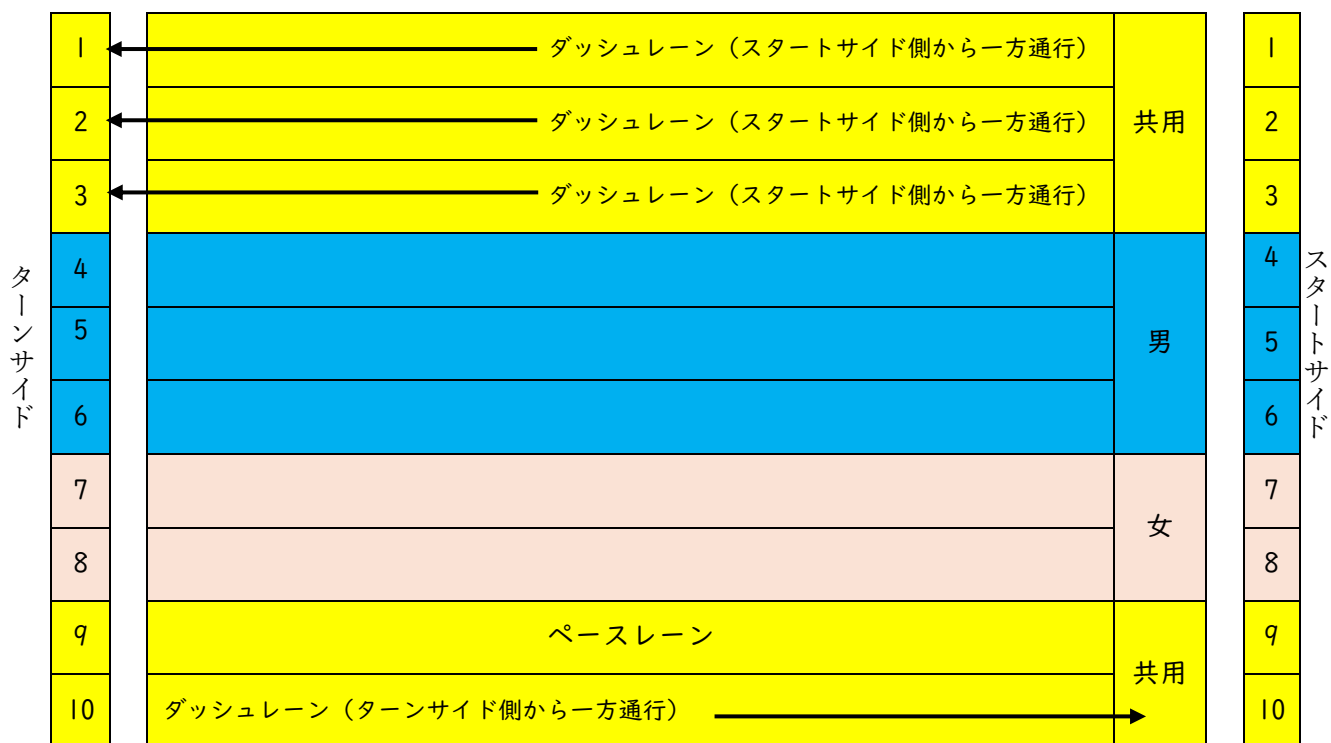 1 ダッシュレーン（スタートサイド側から一方通行） 1
2 ダッシュレーン（スタートサイド側から一方通行） 共用 2
3 ダッシュレーン（スタートサイド側から一方通行） 3
ターンサイド
4 4
スタートサイド
5 男 5
6 6
7 7
女
8 8
9 ペースレーン 9
共用
10 ダッシュレーン（ターンサイド側から一方通行） 10